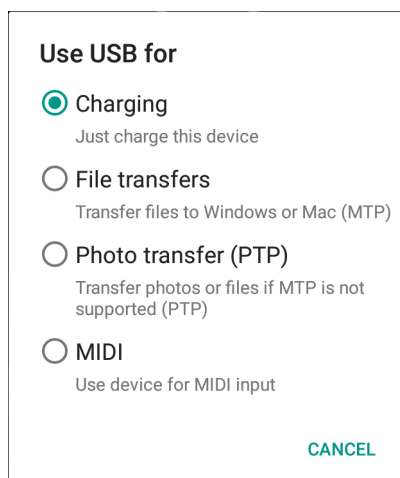 Use USB for
Charging
Just charge this device
File transfers
Transfer files to Windows or Mac (MTP)
Photo transfer (PTP)
Transfer photos or files if MTP is not
supported (PTP)
MIDI
Use device for MIDI input
CANCEL